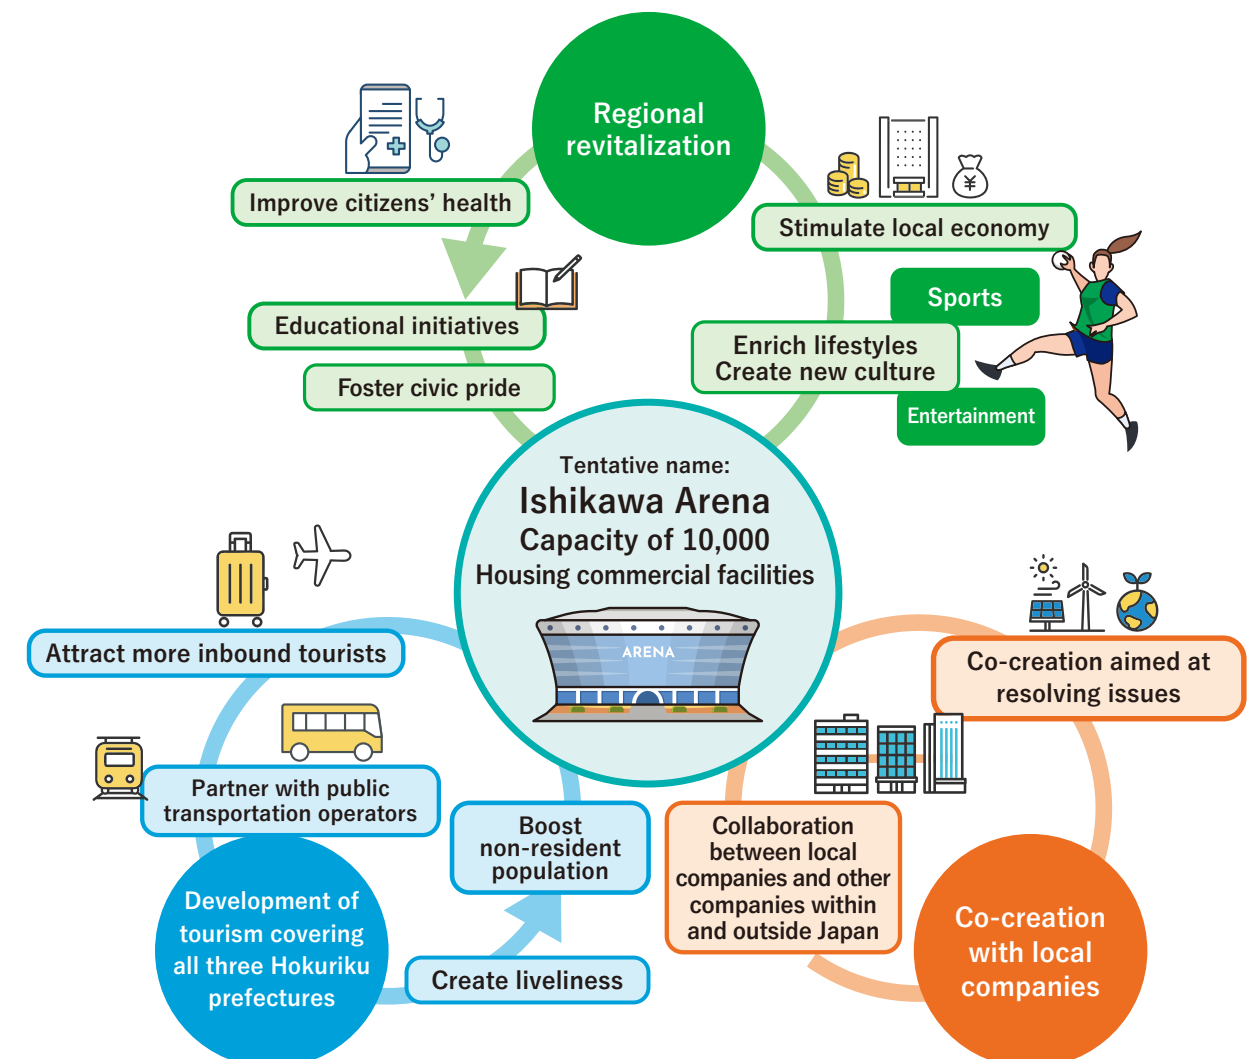 Regional
revitalization
Improve citizens’ health
Stimulate local economy
Sports
Educational initiatives
Enrich lifestyles
Create new culture
Foster civic pride
Entertainment
Tentative name:
Ishikawa Arena
Capacity of 10,000
Housing commercial facilities
ARENA
¥
Attract more inbound tourists
Partner with public
transportation operators
Boost
non-resident
population
Development of
tourism covering
all three Hokuriku
prefectures
Create liveliness
Co-creation aimed at
resolving issues
Collaboration
between local
companies and other
companies within
and outside Japan
Co-creation
with local
companies